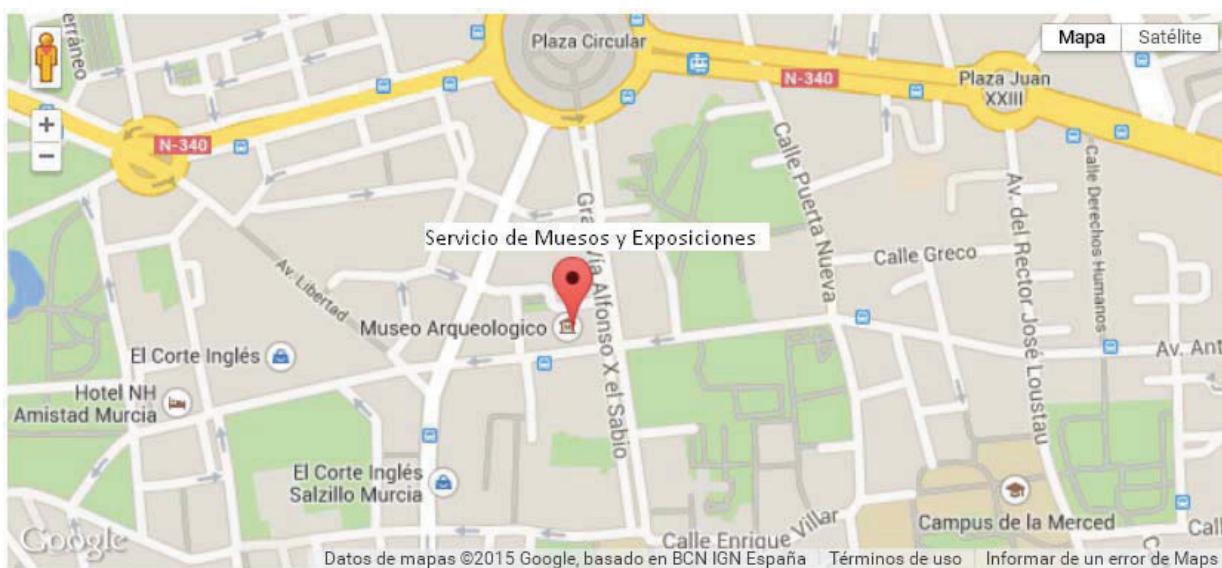 erráneo
Plaza Circular
Mapa
Satélite
N-340
Plaza Juan
XXIII
N-340
Calle Puerta Nueva
Av. del Rector José Loustau
Calle Derechos Humanos
Gran Vía Alfonso X el Sabio
Servicio de Muesos y Exposiciones
Calle Greco
Av. Libertad
Museo Arqueologico
El Corte Inglés
Av. Ant
Hotel NH
Amistad Murcia
El Corte Inglés
Salzillo Murcia
Campus de la Merced
Calle Enrique Villar
Call
C
Google
Datos de mapas ©2015 Google, basado en BCN IGN España
Términos de uso
Informar de un error de Maps